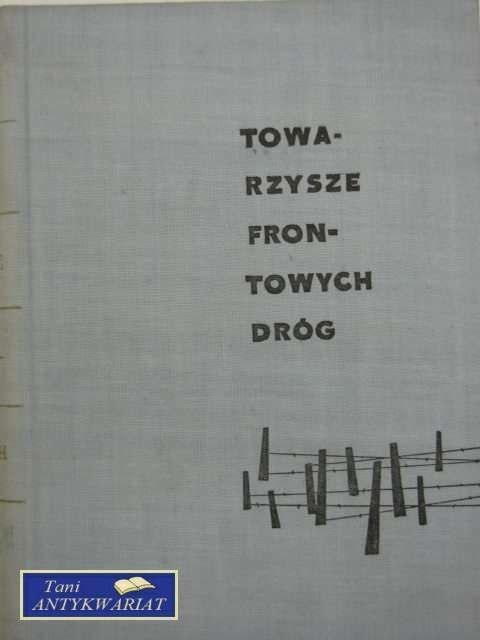 TOWA-
RZYSZE
FRON-
TOWYCH
DRÓG
Tani
ANTYKWARIAT